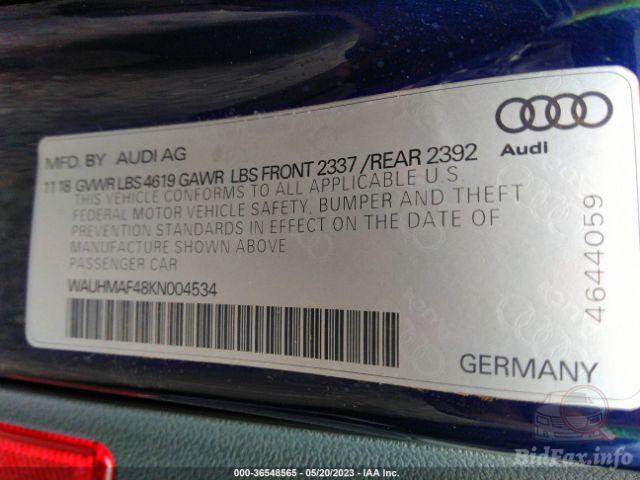 MFD. BY AUDI AG
11 18 GVWR LBS 4619 GAWR LBS FRONT 2337 /REAR 2392
THIS VEHICLE CONFORMS TO ALL APPLICABLE U.S.
FEDERAL MOTOR VEHICLE SAFETY, BUMPER AND THEFT
PREVENTION STANDARDS IN EFFECT ON THE DATE OF
MANUFACTURE SHOWN ABOVE
PASSENGER CAR
WAUHMAF48KN004534
Audi
4644059
GERMANY
BidFax.info
000-36548565 - 05/20/2023 - IAA Inc.